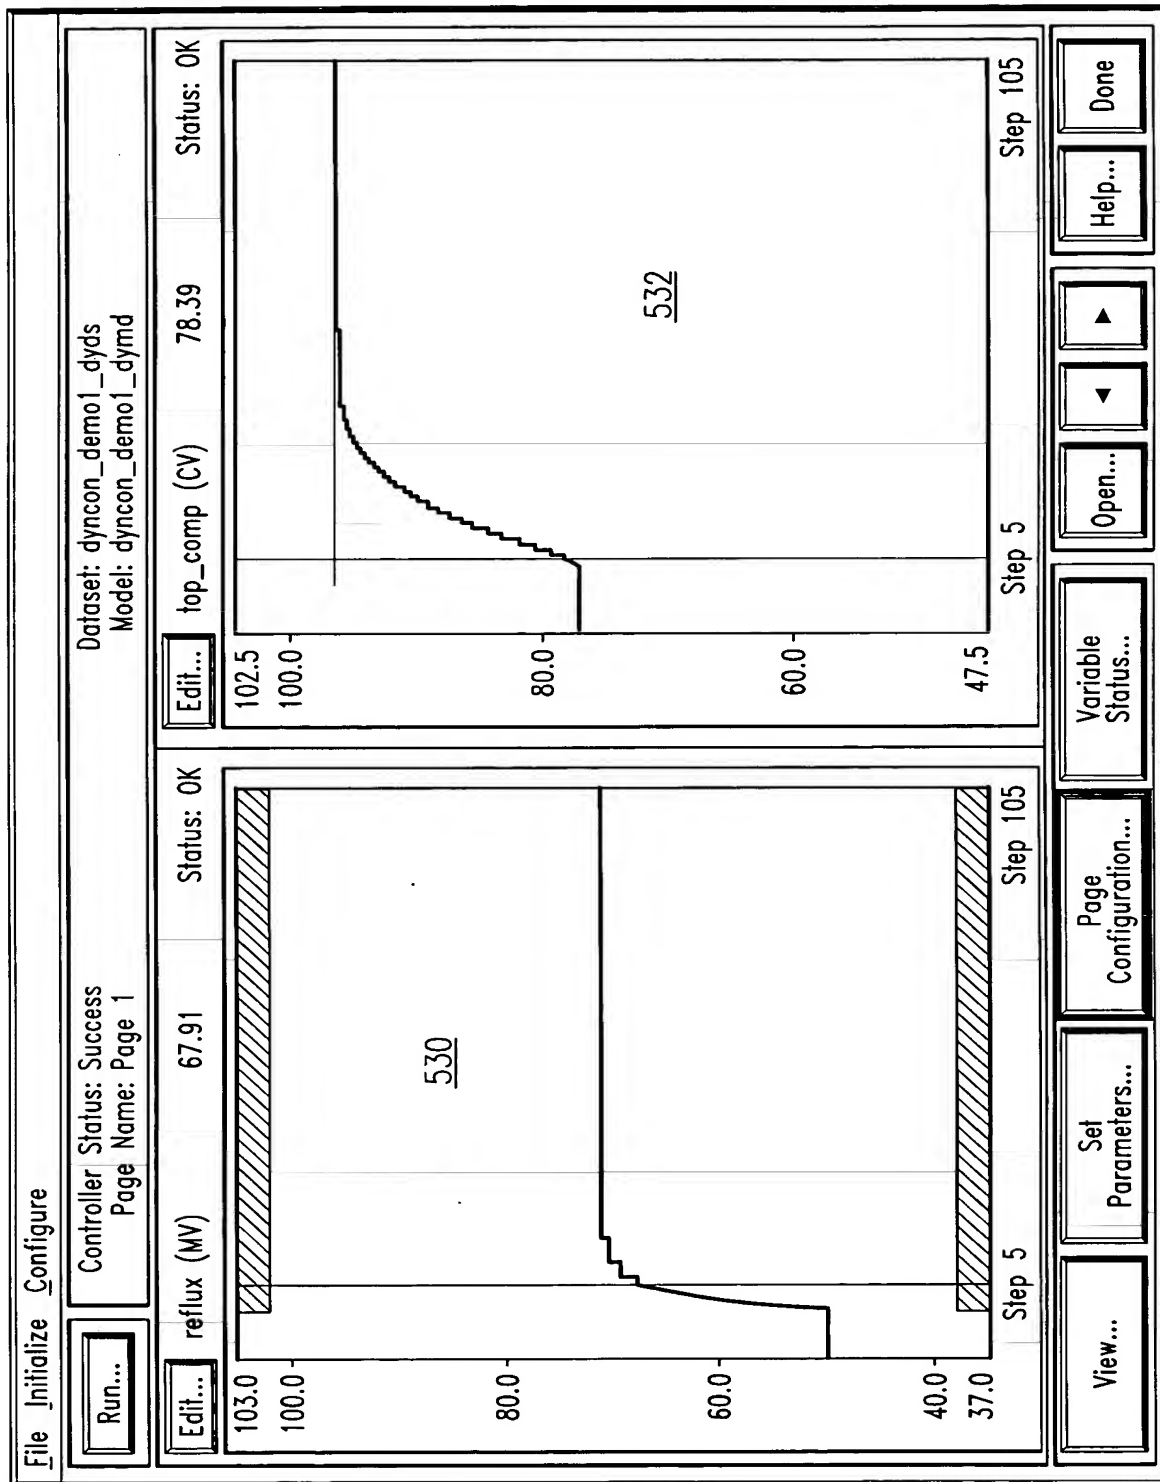 File Initialize Configure
Run...
Controller Status: Success
Page Name: Page 1
Dataset: dyncon_demo1_dyds
Model: dyncon_demo1_dymd
Edit...
reflux (MV)
67.91
Status: OK
103.0
100.0
80.0
60.0
40.0
37.0
530
Step 5
Step 105
Edit...
top_comp (CV)
78.39
Status: OK
102.5
100.0
80.0
60.0
47.5
532
Step 5
Step 105
View...
Set
Parameters...
Page
Configuration...
Variable
Status...
Open...
Help...
Done